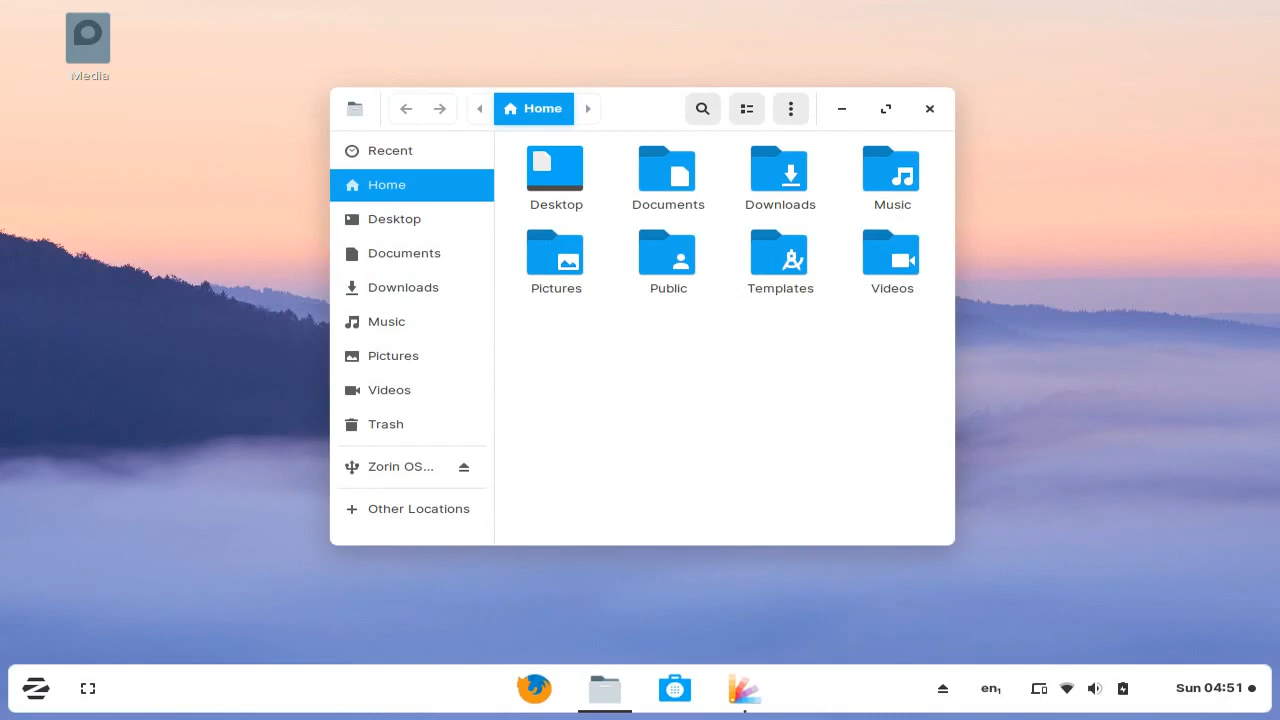 Media
Home
Recent
Home
Desktop
Documents
Downloads
Music
Pictures
Videos
Trash
Zorin OS...
Other Locations
Desktop
Documents
Downloads
Music
Pictures
Public
Templates
Videos
en₁
Sun 04:51